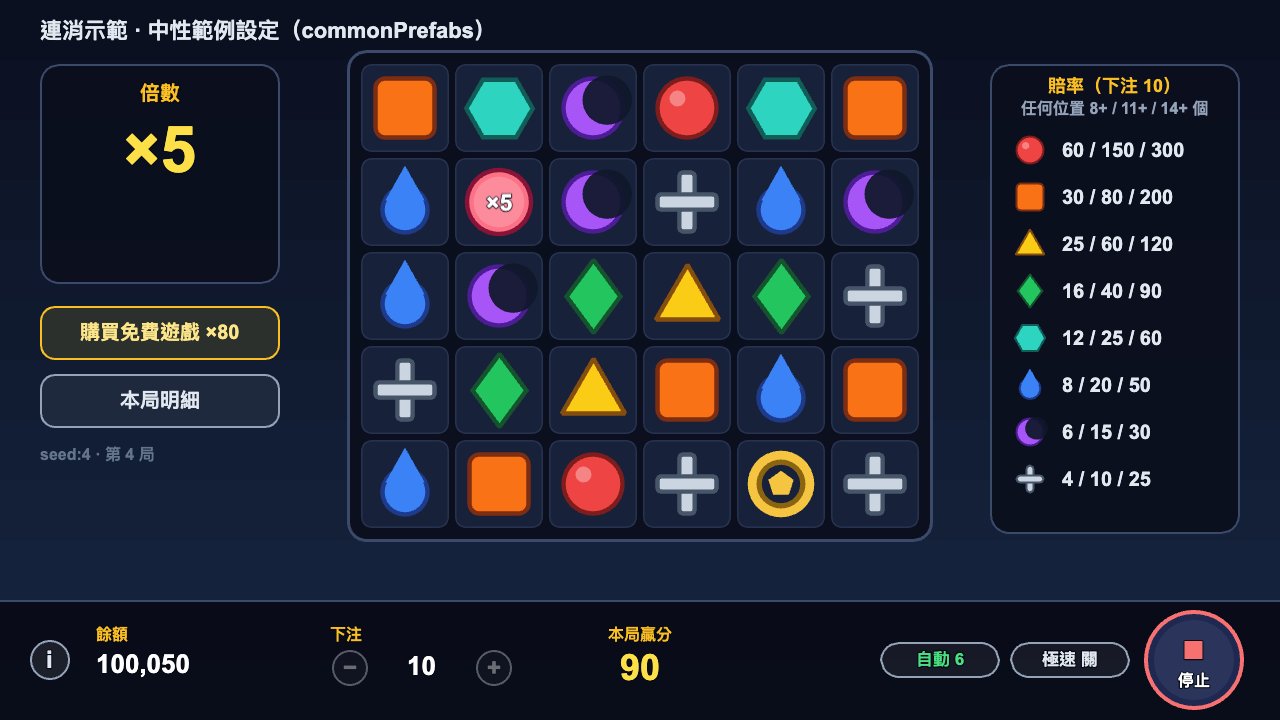 連消示範 · 中性範例設定（commonPrefabs）
倍數
×5
購買免費遊戲 ×80
本局明細
seed:4 · 第 4 局
×5
賠率（下注 10）
任何位置 8+ / 11+ / 14+ 個
60 / 150 / 300
30 / 80 / 200
25 / 60 / 120
16 / 40 / 90
12 / 25 / 60
8 / 20 / 50
6 / 15 / 30
4 / 10 / 25
i
餘額
100,050
下注
− 10 +
本局贏分
90
自動 6
極速 關
停止